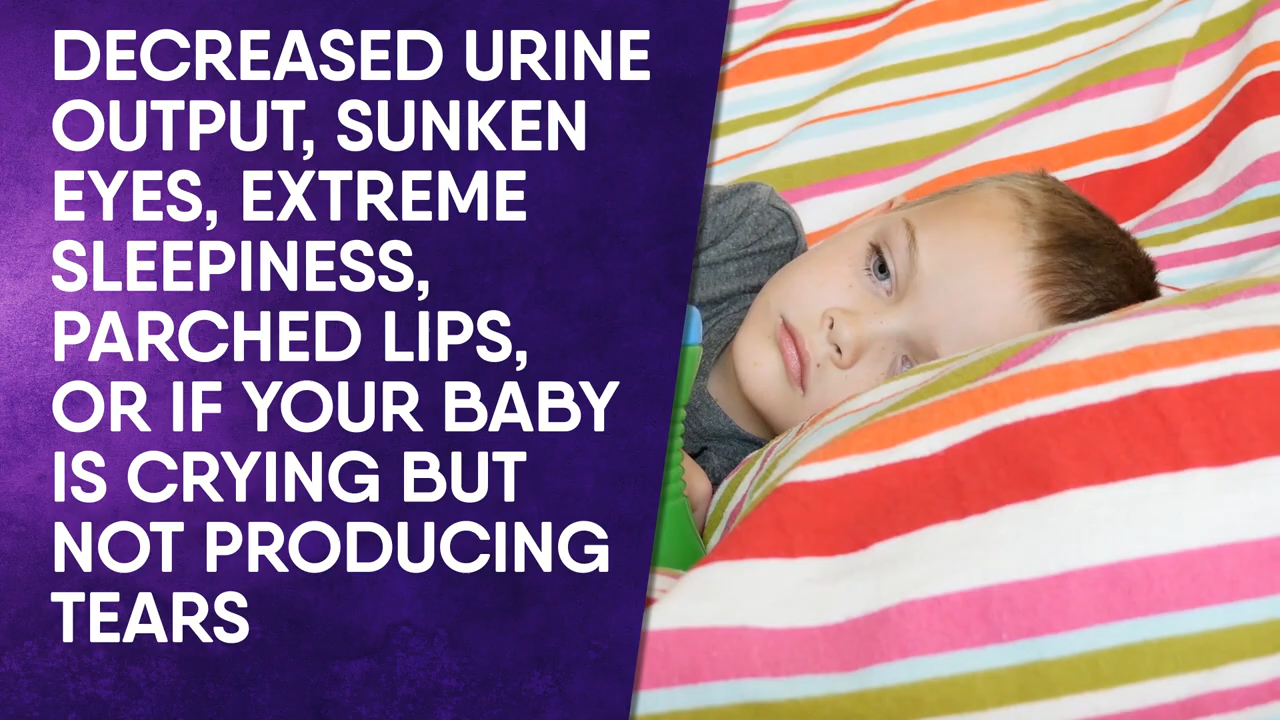 DECREASED URINE
OUTPUT, SUNKEN
EYES, EXTREME
SLEEPINESS,
PARCHED LIPS,
OR IF YOUR BABY
IS CRYING BUT
NOT PRODUCING
TEARS